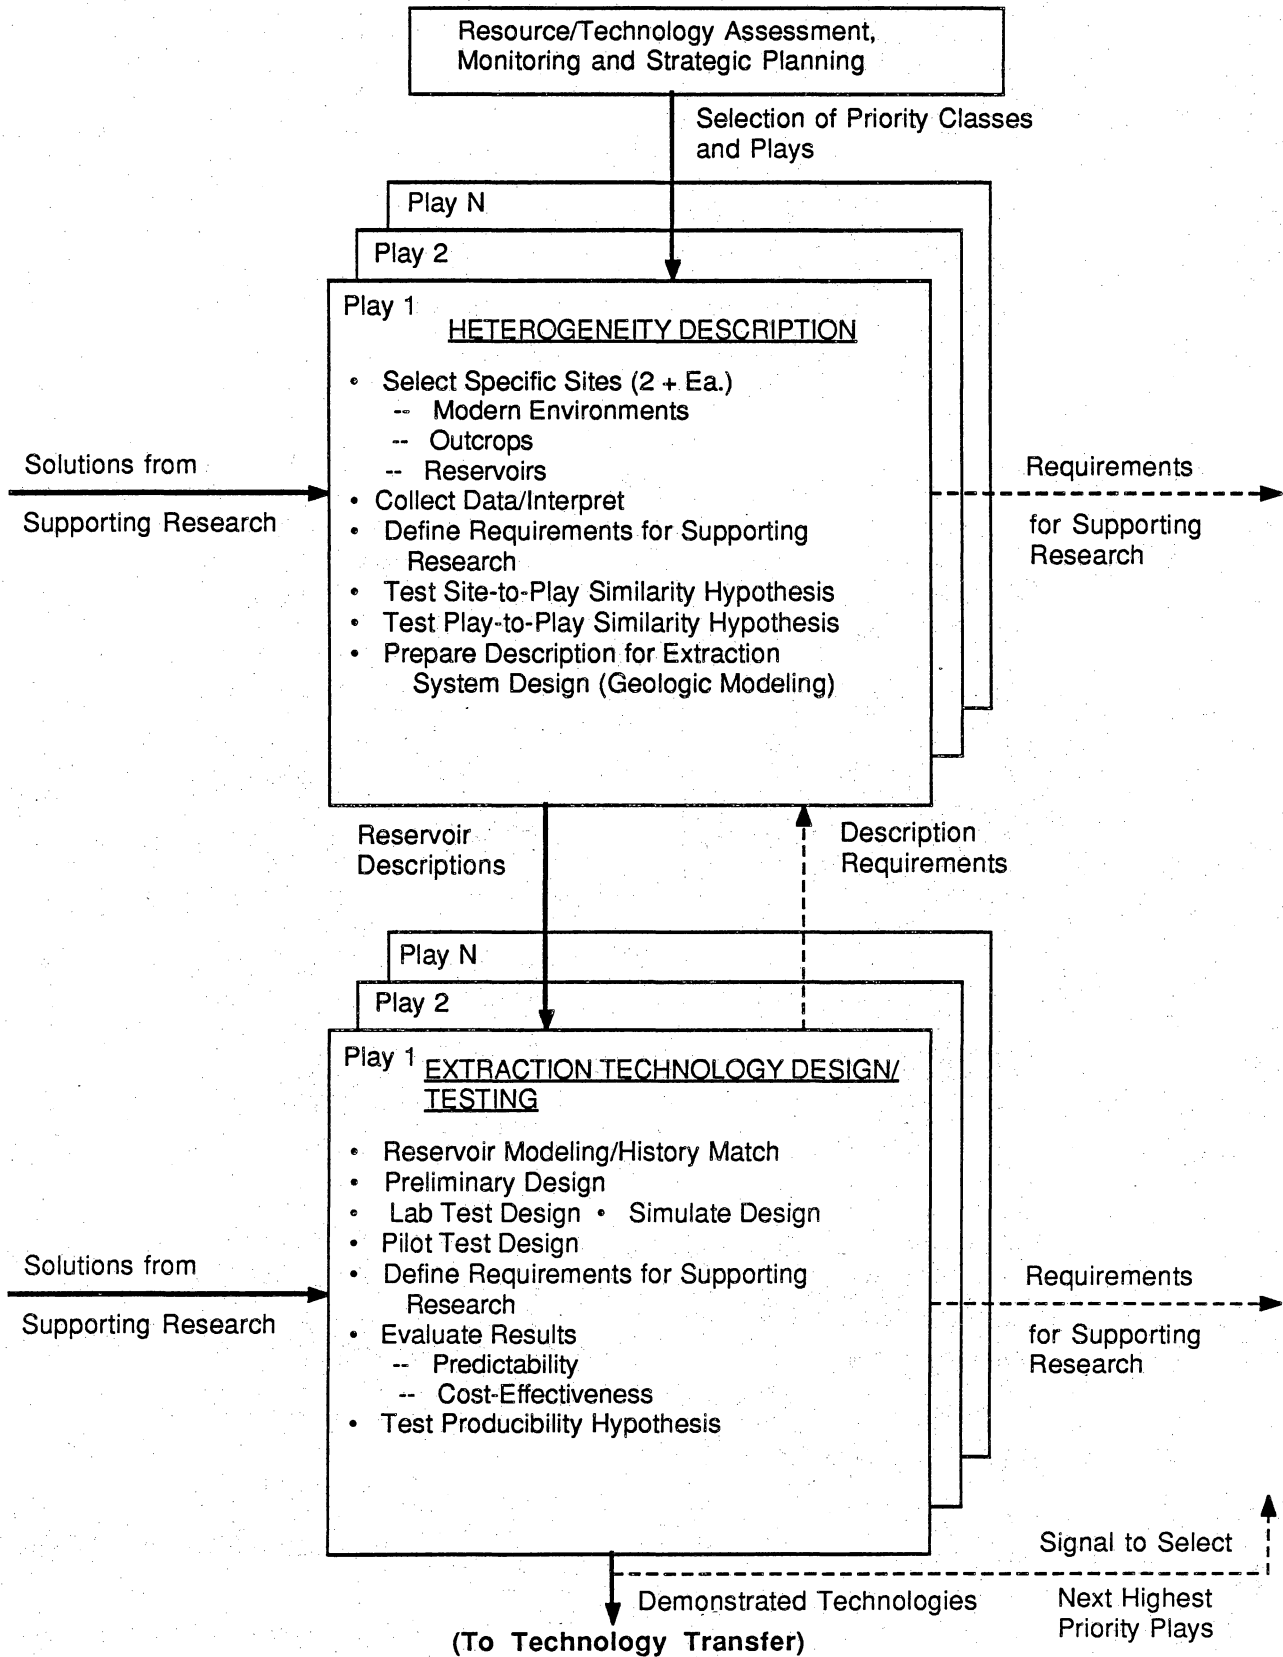 Resource/Technology Assessment,
Monitoring and Strategic Planning
Selection of Priority Classes
and Plays
Play N
Play 2
Play 1
HETEROGENEITY DESCRIPTION
• Select Specific Sites (2 + Ea.)
-- Modern Environments
-- Outcrops
-- Reservoirs
• Collect Data/Interpret
• Define Requirements for Supporting
Research
• Test Site-to-Play Similarity Hypothesis
• Test Play-to-Play Similarity Hypothesis
• Prepare Description for Extraction
System Design (Geologic Modeling)
Solutions from
Supporting Research
Requirements
for Supporting
Research
Reservoir
Descriptions
Description
Requirements
Play N
Play 2
Play 1
EXTRACTION TECHNOLOGY DESIGN/
TESTING
• Reservoir Modeling/History Match
• Preliminary Design
• Lab Test Design • Simulate Design
• Pilot Test Design
• Define Requirements for Supporting
Research
• Evaluate Results
-- Predictability
-- Cost-Effectiveness
• Test Producibility Hypothesis
Solutions from
Supporting Research
Requirements
for Supporting
Research
Signal to Select
Next Highest
Priority Plays
Demonstrated Technologies
(To Technology Transfer)